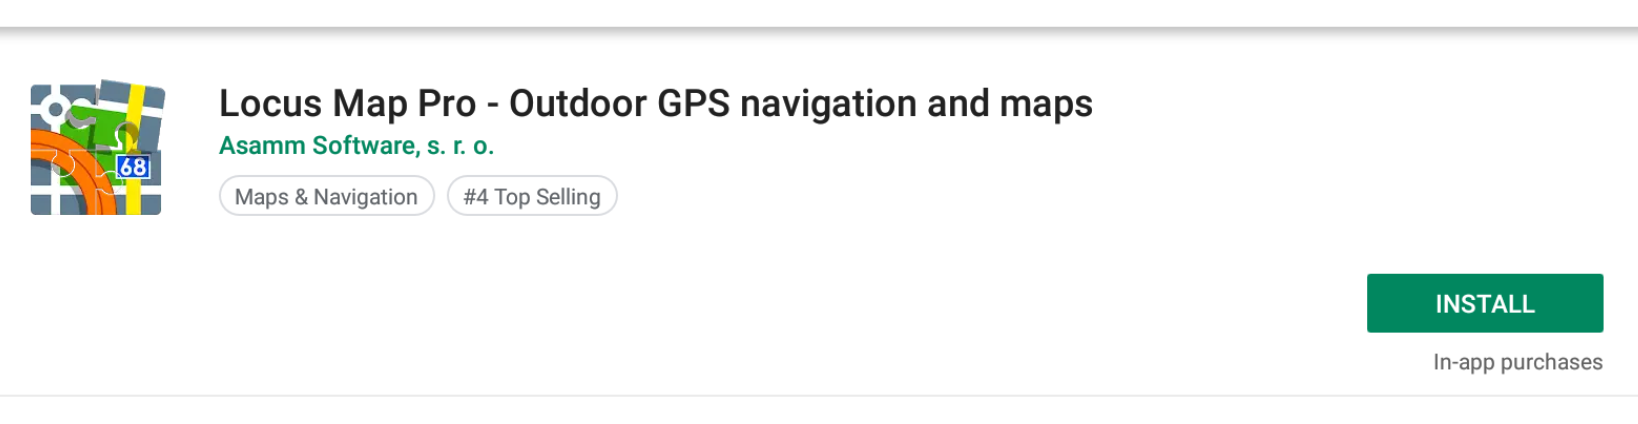 68
Locus Map Pro - Outdoor GPS navigation and maps
Asamm Software, s. r. o.
Maps & Navigation #4 Top Selling
INSTALL
In-app purchases